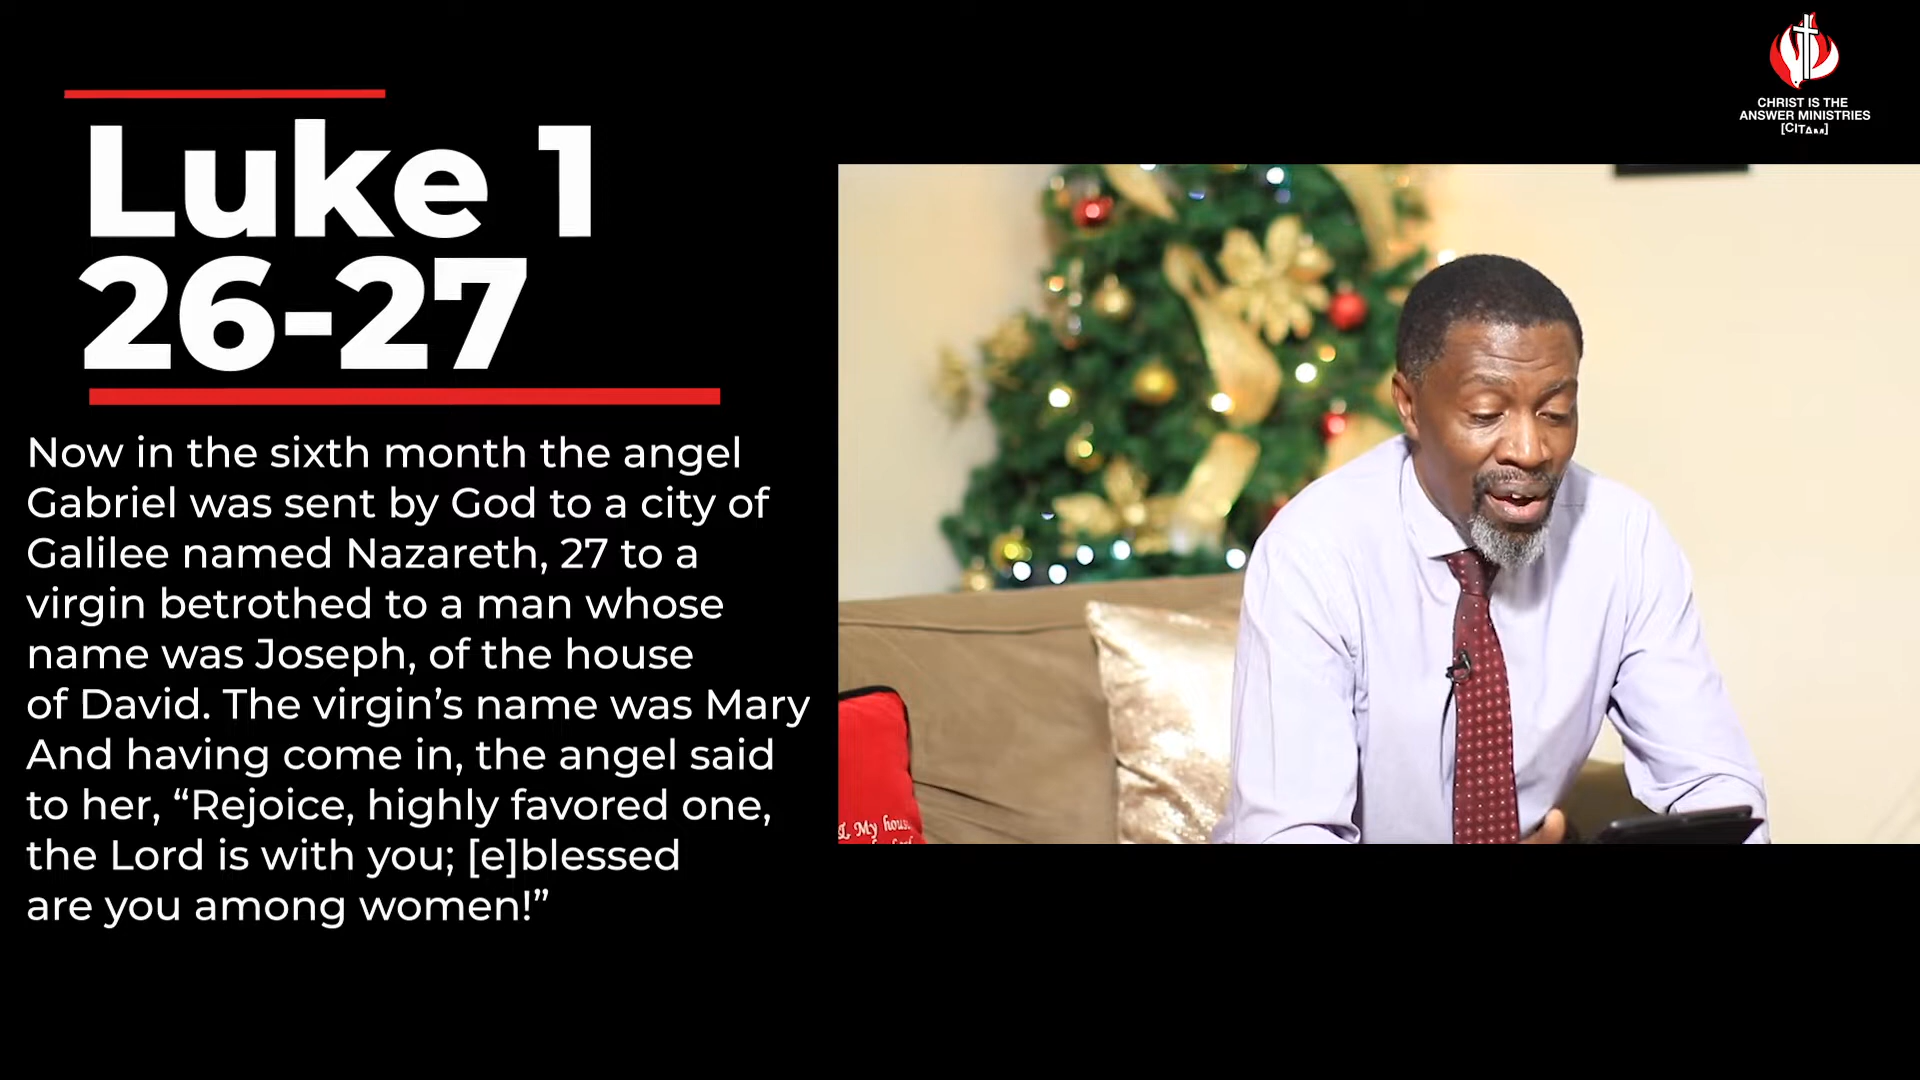 Luke 1
26-27
Now in the sixth month the angel
Gabriel was sent by God to a city of
Galilee named Nazareth, 27 to a
virgin betrothed to a man whose
name was Joseph, of the house
of David. The virgin’s name was Mary
And having come in, the angel said
to her, “Rejoice, highly favored one,
the Lord is with you; [e]blessed
are you among women!”
CHRIST IS THE
ANSWER MINISTRIES
[CITAM]
My house